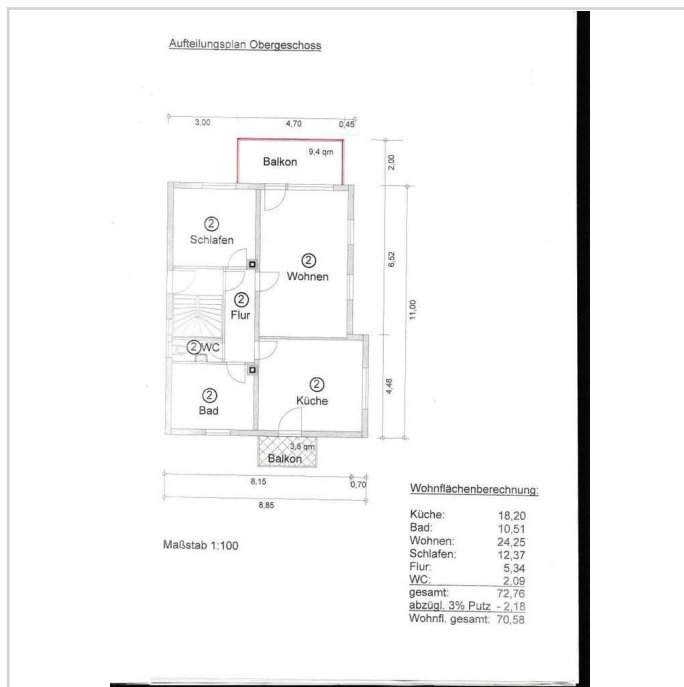 Aufteilungsplan Obergeschoss
3,00 4,70 0,45
9,4 qm
Balkon
2,00
2
Schlafen
2
Wohnen
6,52
2
Flur
11,00
2 WC
2
Bad
2
Küche
4,48
3,5 qm
Balkon
8,15 0,70
8,85
Maßstab 1:100
Wohnflächenberechnung:
Küche: 18,20
Bad: 10,51
Wohnen: 24,25
Schlafen: 12,37
Flur: 5,34
WC: 2,09
gesamt: 72,76
abzügl. 3% Putz - 2,18
Wohnfl. gesamt: 70,58